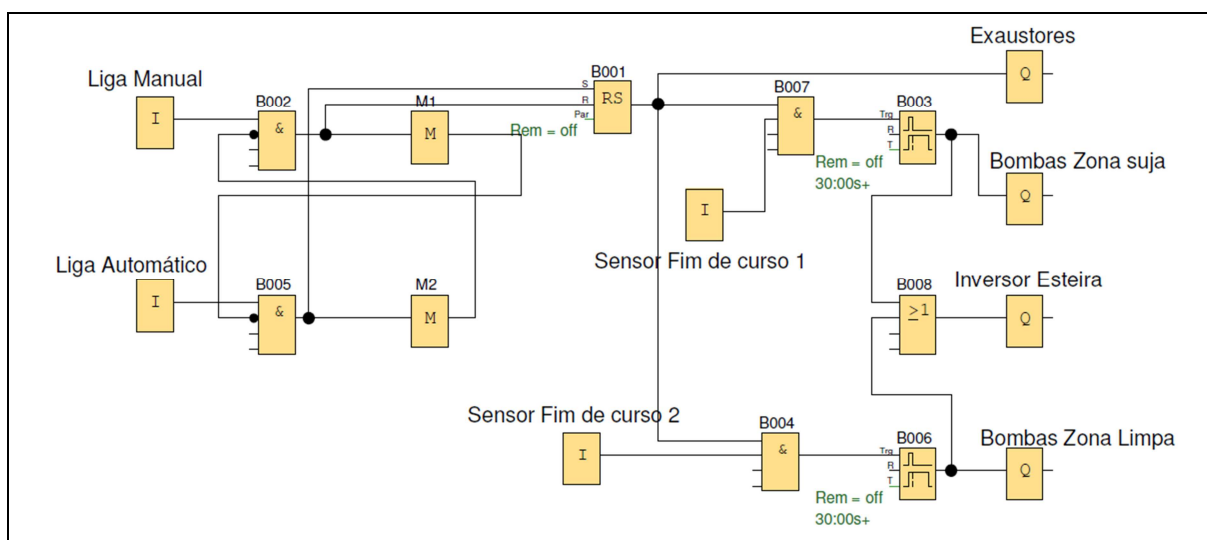 Exaustores
Q
Liga Manual
I
B002
&
M1
M
B001
S
R
Par
RS
Rem = off
B007
&
B003
Trg
R
T
Rem = off
30:00s+
Bombas Zona suja
Q
I
Sensor Fim de curso 1
Liga Automático
I
B005
&
M2
M
B008
≥1
Inversor Esteira
Q
Sensor Fim de curso 2
I
B004
&
B006
Trg
R
T
Rem = off
30:00s+
Bombas Zona Limpa
Q